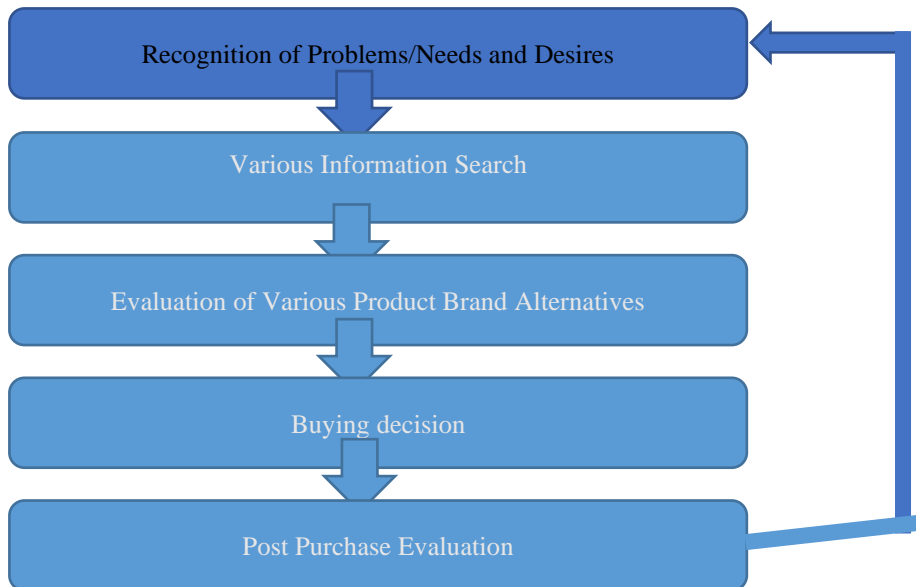 Recognition of Problems/Needs and Desires
Various Information Search
Evaluation of Various Product Brand Alternatives
Buying decision
Post Purchase Evaluation